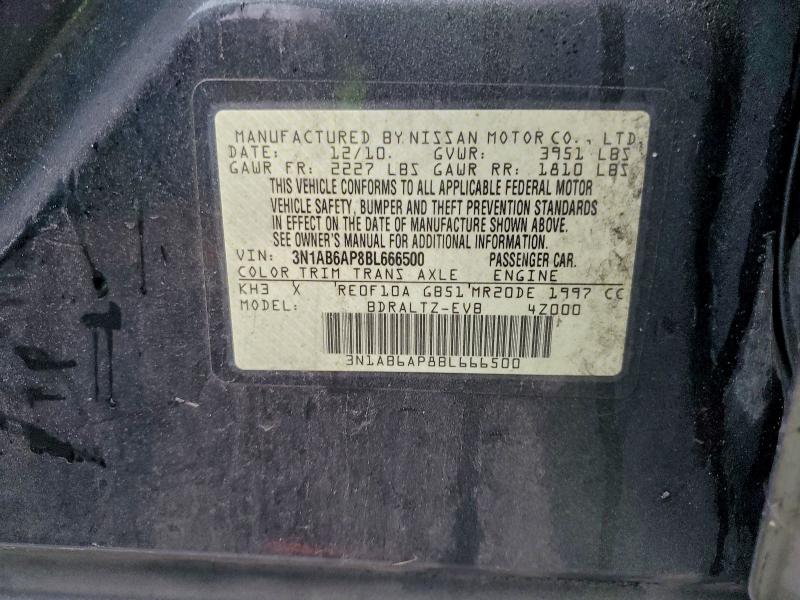 MANUFACTURED BY NISSAN MOTOR CO., LTD
DATE: 12/10. GVWR: 3951 LBS
GAWR FR: 2227 LBS GAWR RR: 1810 LBS
THIS VEHICLE CONFORMS TO ALL APPLICABLE FEDERAL MOTOR
VEHICLE SAFETY, BUMPER AND THEFT PREVENTION STANDARDS
IN EFFECT ON THE DATE OF MANUFACTURE SHOWN ABOVE.
SEE OWNER'S MANUAL FOR ADDITIONAL INFORMATION.
VIN: 3N1AB6AP8BL666500 PASSENGER CAR.
COLOR TRIM TRANS AXLE ENGINE
KH3 X RE0F10A GB51 MR20DE 1997 CC
MODEL: BDRALTZ-EVB 4Z000
3N1AB6AP8BL666500